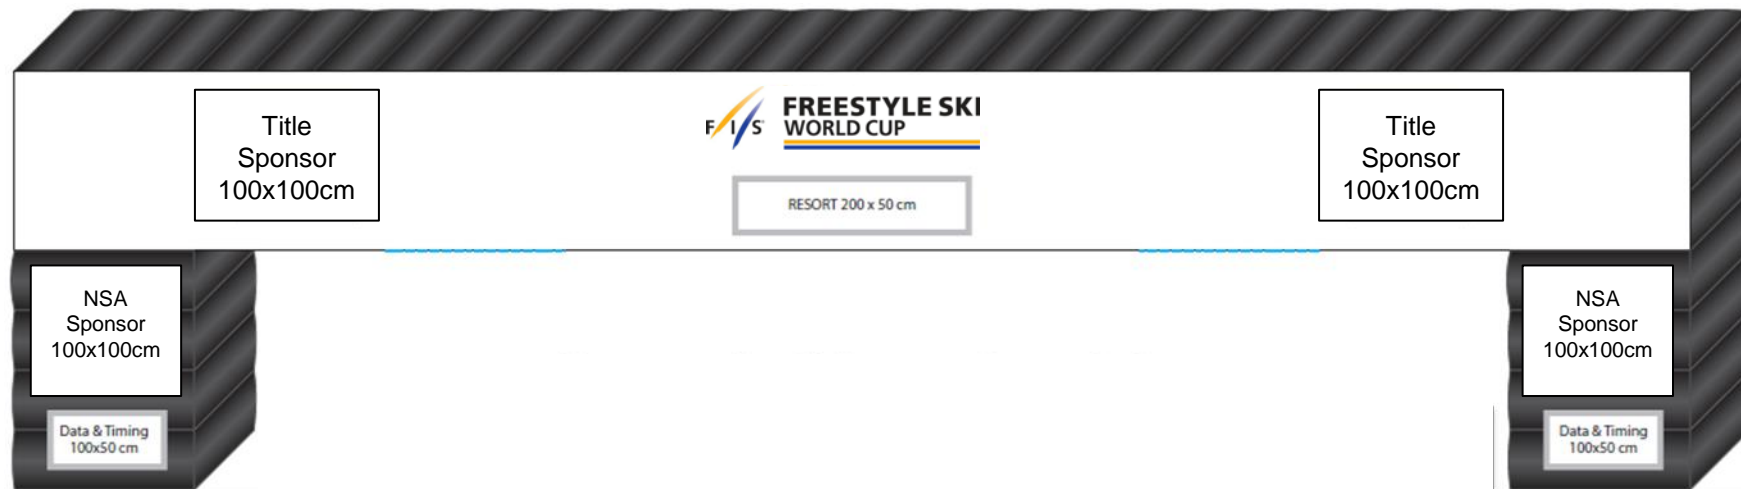 Title
Sponsor
100x100cm
FIS
FREESTYLE SKI
WORLD CUP
RESORT 200 x 50 cm
Title
Sponsor
100x100cm
NSA
Sponsor
100x100cm
Data & Timing
100x50 cm
NSA
Sponsor
100x100cm
Data & Timing
100x50 cm